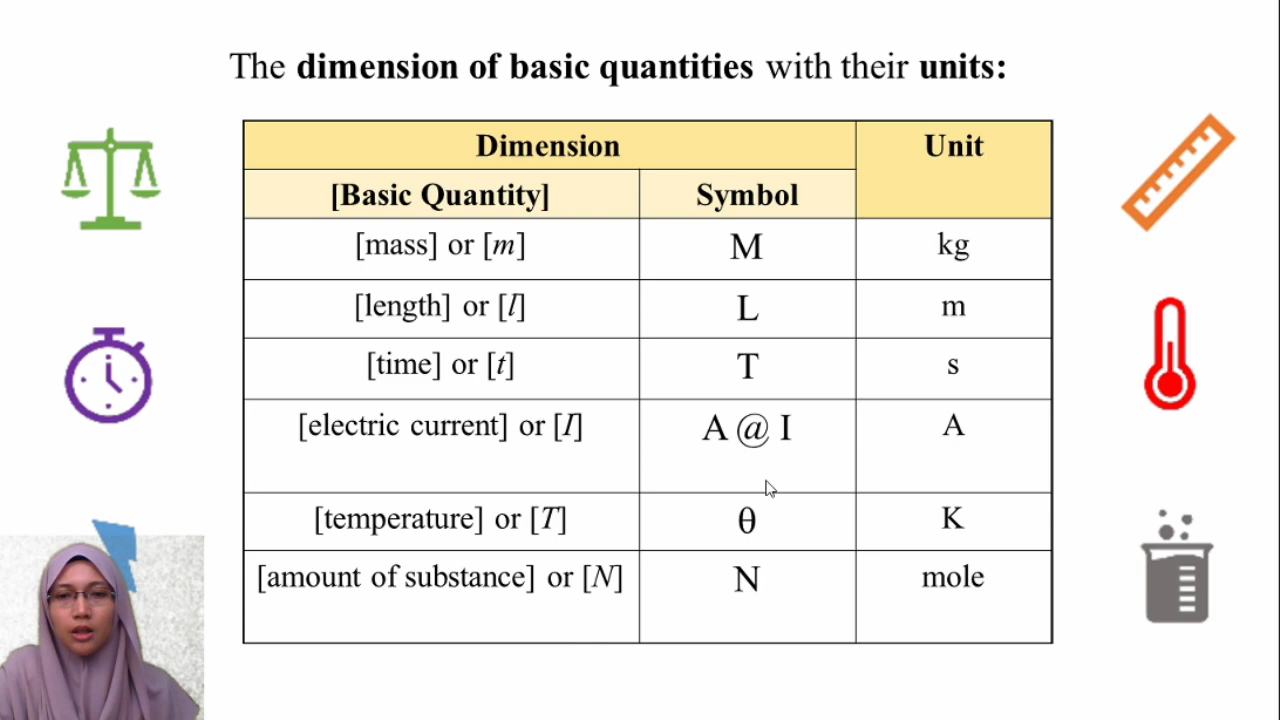 The dimension of basic quantities with their units:
Dimension Unit
[Basic Quantity] Symbol
[mass] or [m] M kg
[length] or [l] L m
[time] or [t] T s
[electric current] or [I] A @ I A
[temperature] or [T] θ K
[amount of substance] or [N] N mole